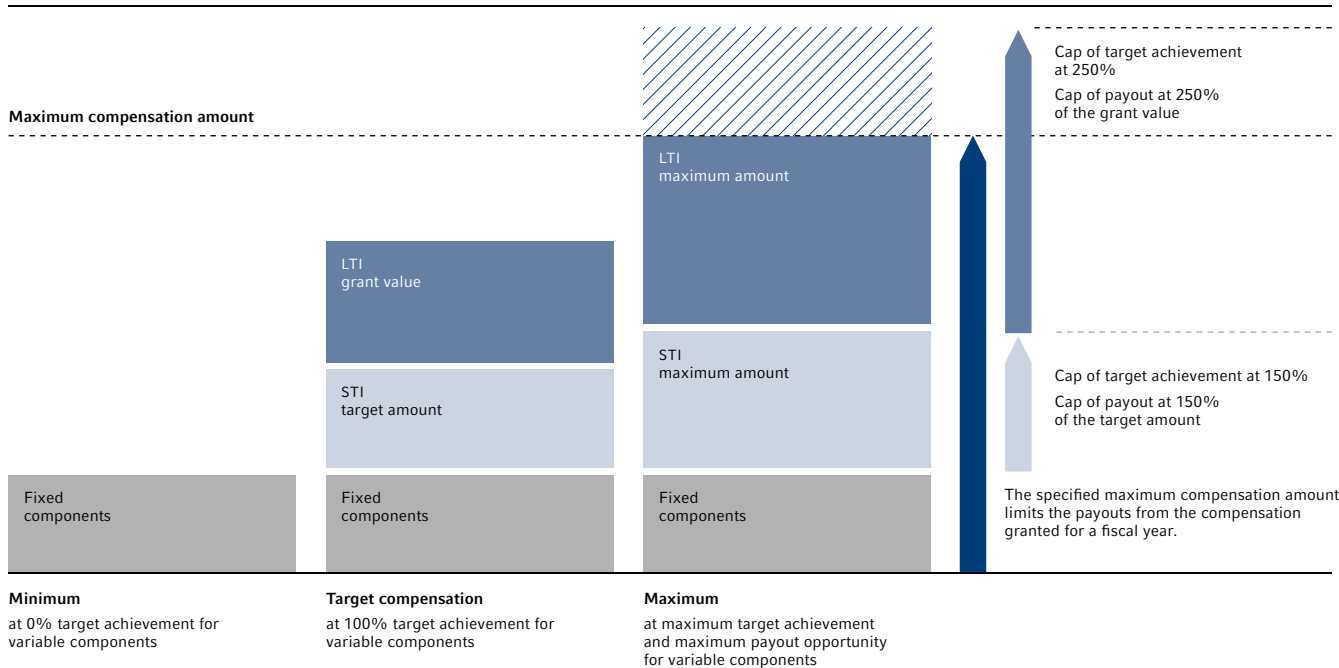 Cap of target achievement
at 250%
Cap of payout at 250%
of the grant value
Maximum compensation amount
LTI
maximum amount
LTI
grant value
STI
maximum amount
STI
target amount
Cap of target achievement at 150%
Cap of payout at 150%
of the target amount
Fixed
components
Fixed
components
Fixed
components
The specified maximum compensation amount
limits the payouts from the compensation
granted for a fiscal year.
Minimum
at 0% target achievement for
variable components
Target compensation
at 100% target achievement for
variable components
Maximum
at maximum target achievement
and maximum payout opportunity
for variable components